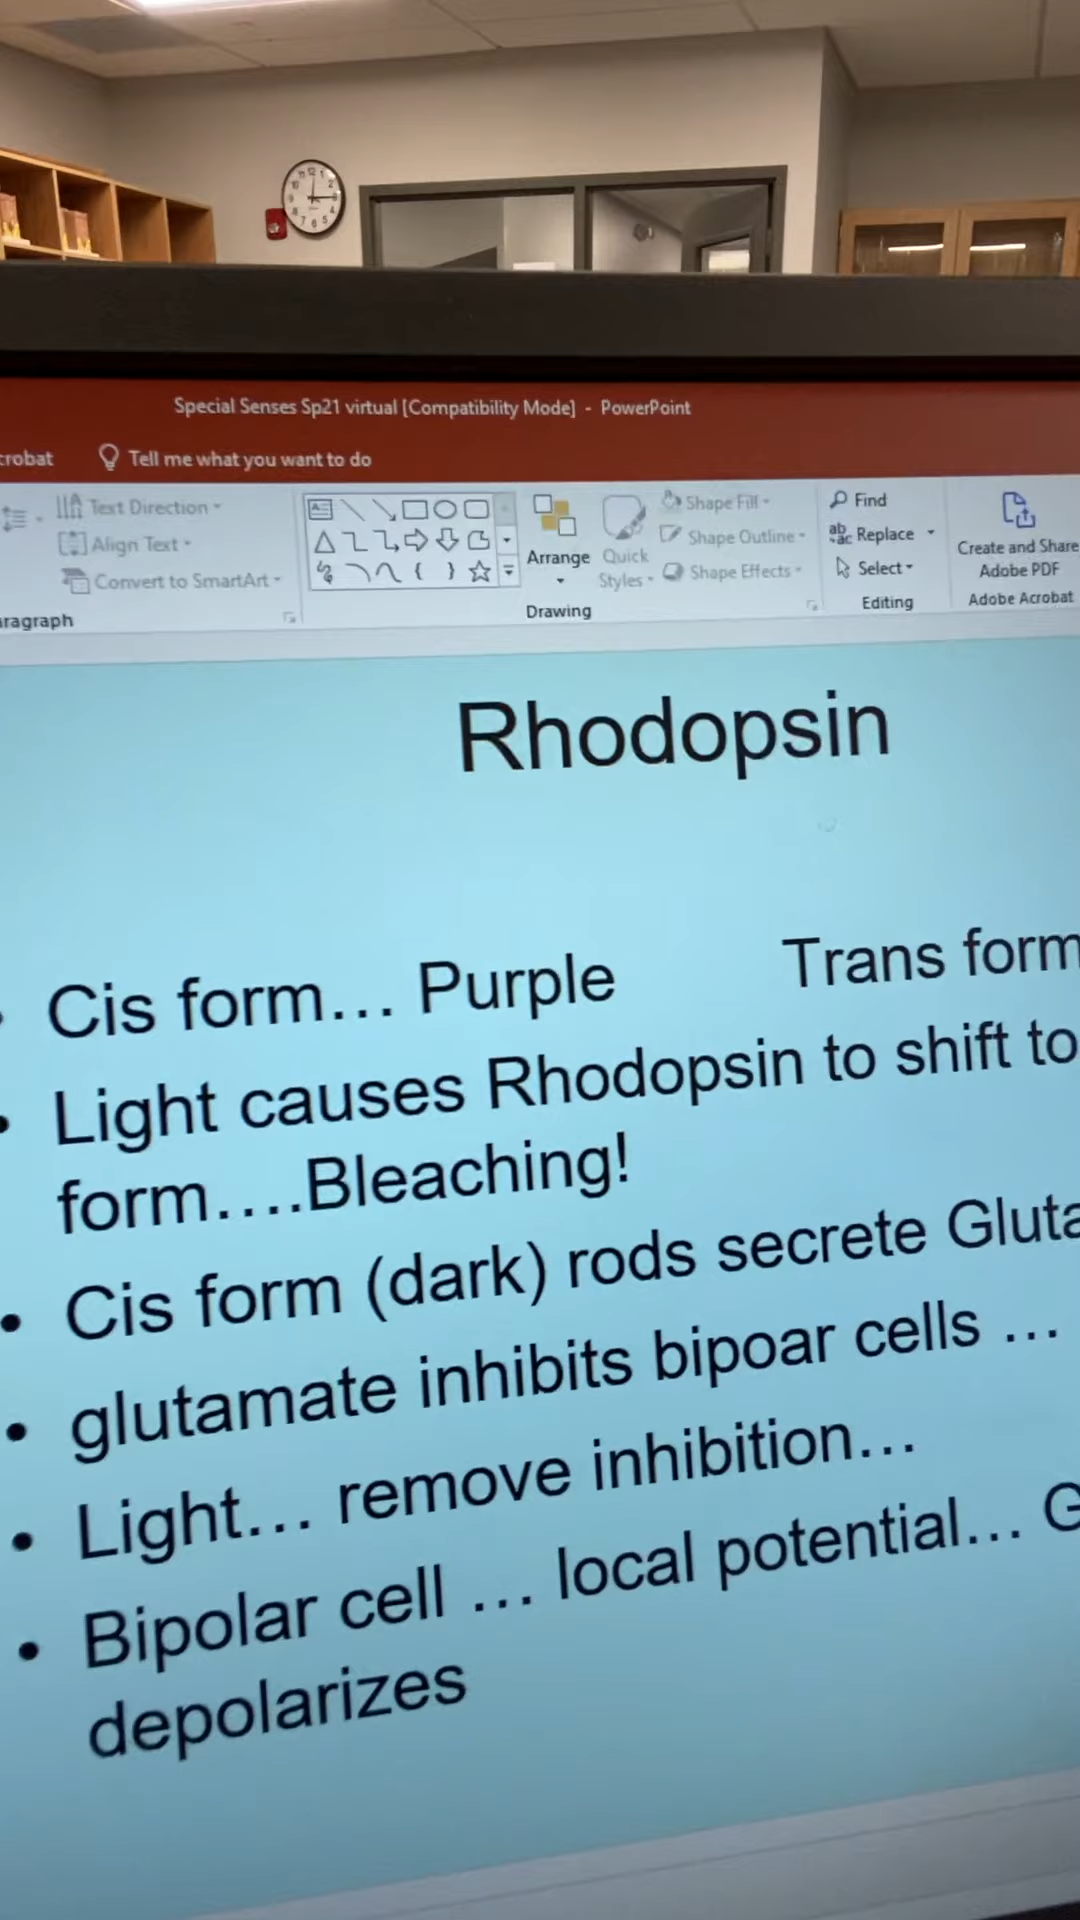 Special Senses Sp21 virtual [Compatibility Mode] - PowerPoint
crobat Tell me what you want to do
Text Direction
Align Text
Convert to SmartArt
aragraph
Arrange
Quick Styles
Shape Fill
Shape Outline
Shape Effects
Drawing
Find
Replace
Select
Editing
Create and Share
Adobe PDF
Adobe Acrobat
Rhodopsin
• Cis form... Purple Trans form
• Light causes Rhodopsin to shift to
form....Bleaching!
• Cis form (dark) rods secrete Gluta
• glutamate inhibits bipoar cells ...
• Light... remove inhibition...
• Bipolar cell ... local potential... G
depolarizes